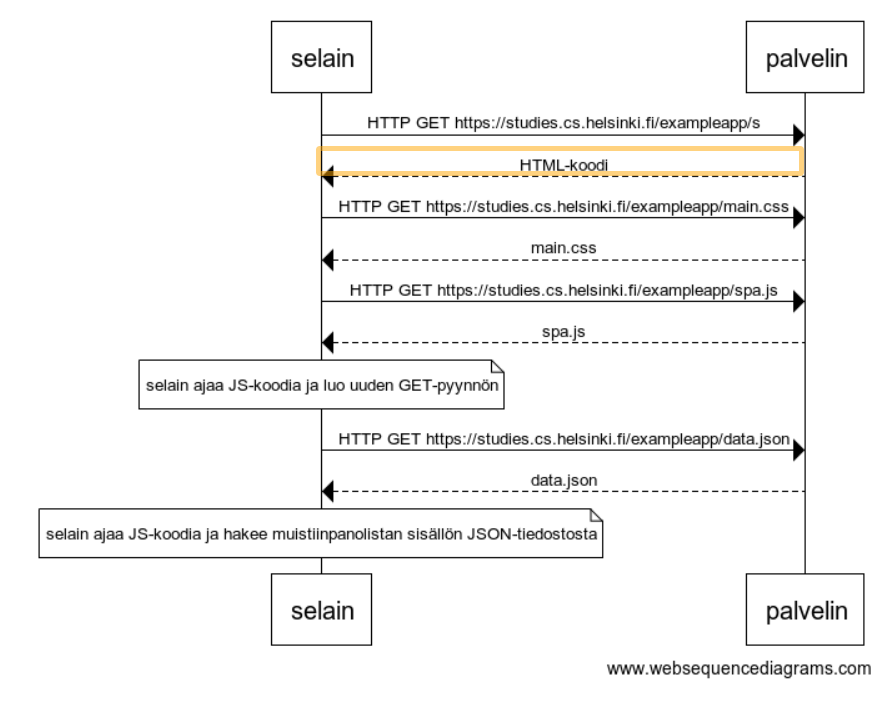 selain palvelin
HTTP GET https://studies.cs.helsinki.fi/exampleapp/s
HTML-koodi
HTTP GET https://studies.cs.helsinki.fi/exampleapp/main.css
main.css
HTTP GET https://studies.cs.helsinki.fi/exampleapp/spa.js
spa.js
selain ajaa JS-koodia ja luo uuden GET-pyynnön
HTTP GET https://studies.cs.helsinki.fi/exampleapp/data.json
data.json
selain ajaa JS-koodia ja hakee muistiinpanolistan sisällön JSON-tiedostosta
selain palvelin
www.websequencediagrams.com